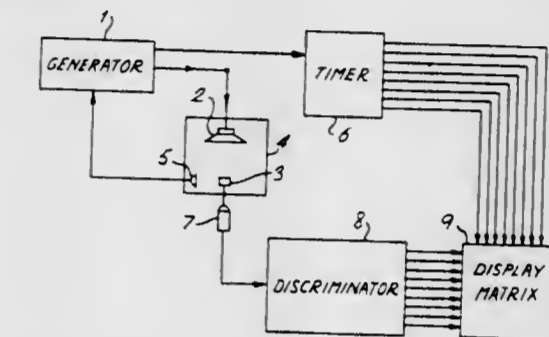 1
GENERATOR
TIMER
6
2
4
5
3
7
8
DISCRIMINATOR
9
DISPLAY
MATRIX